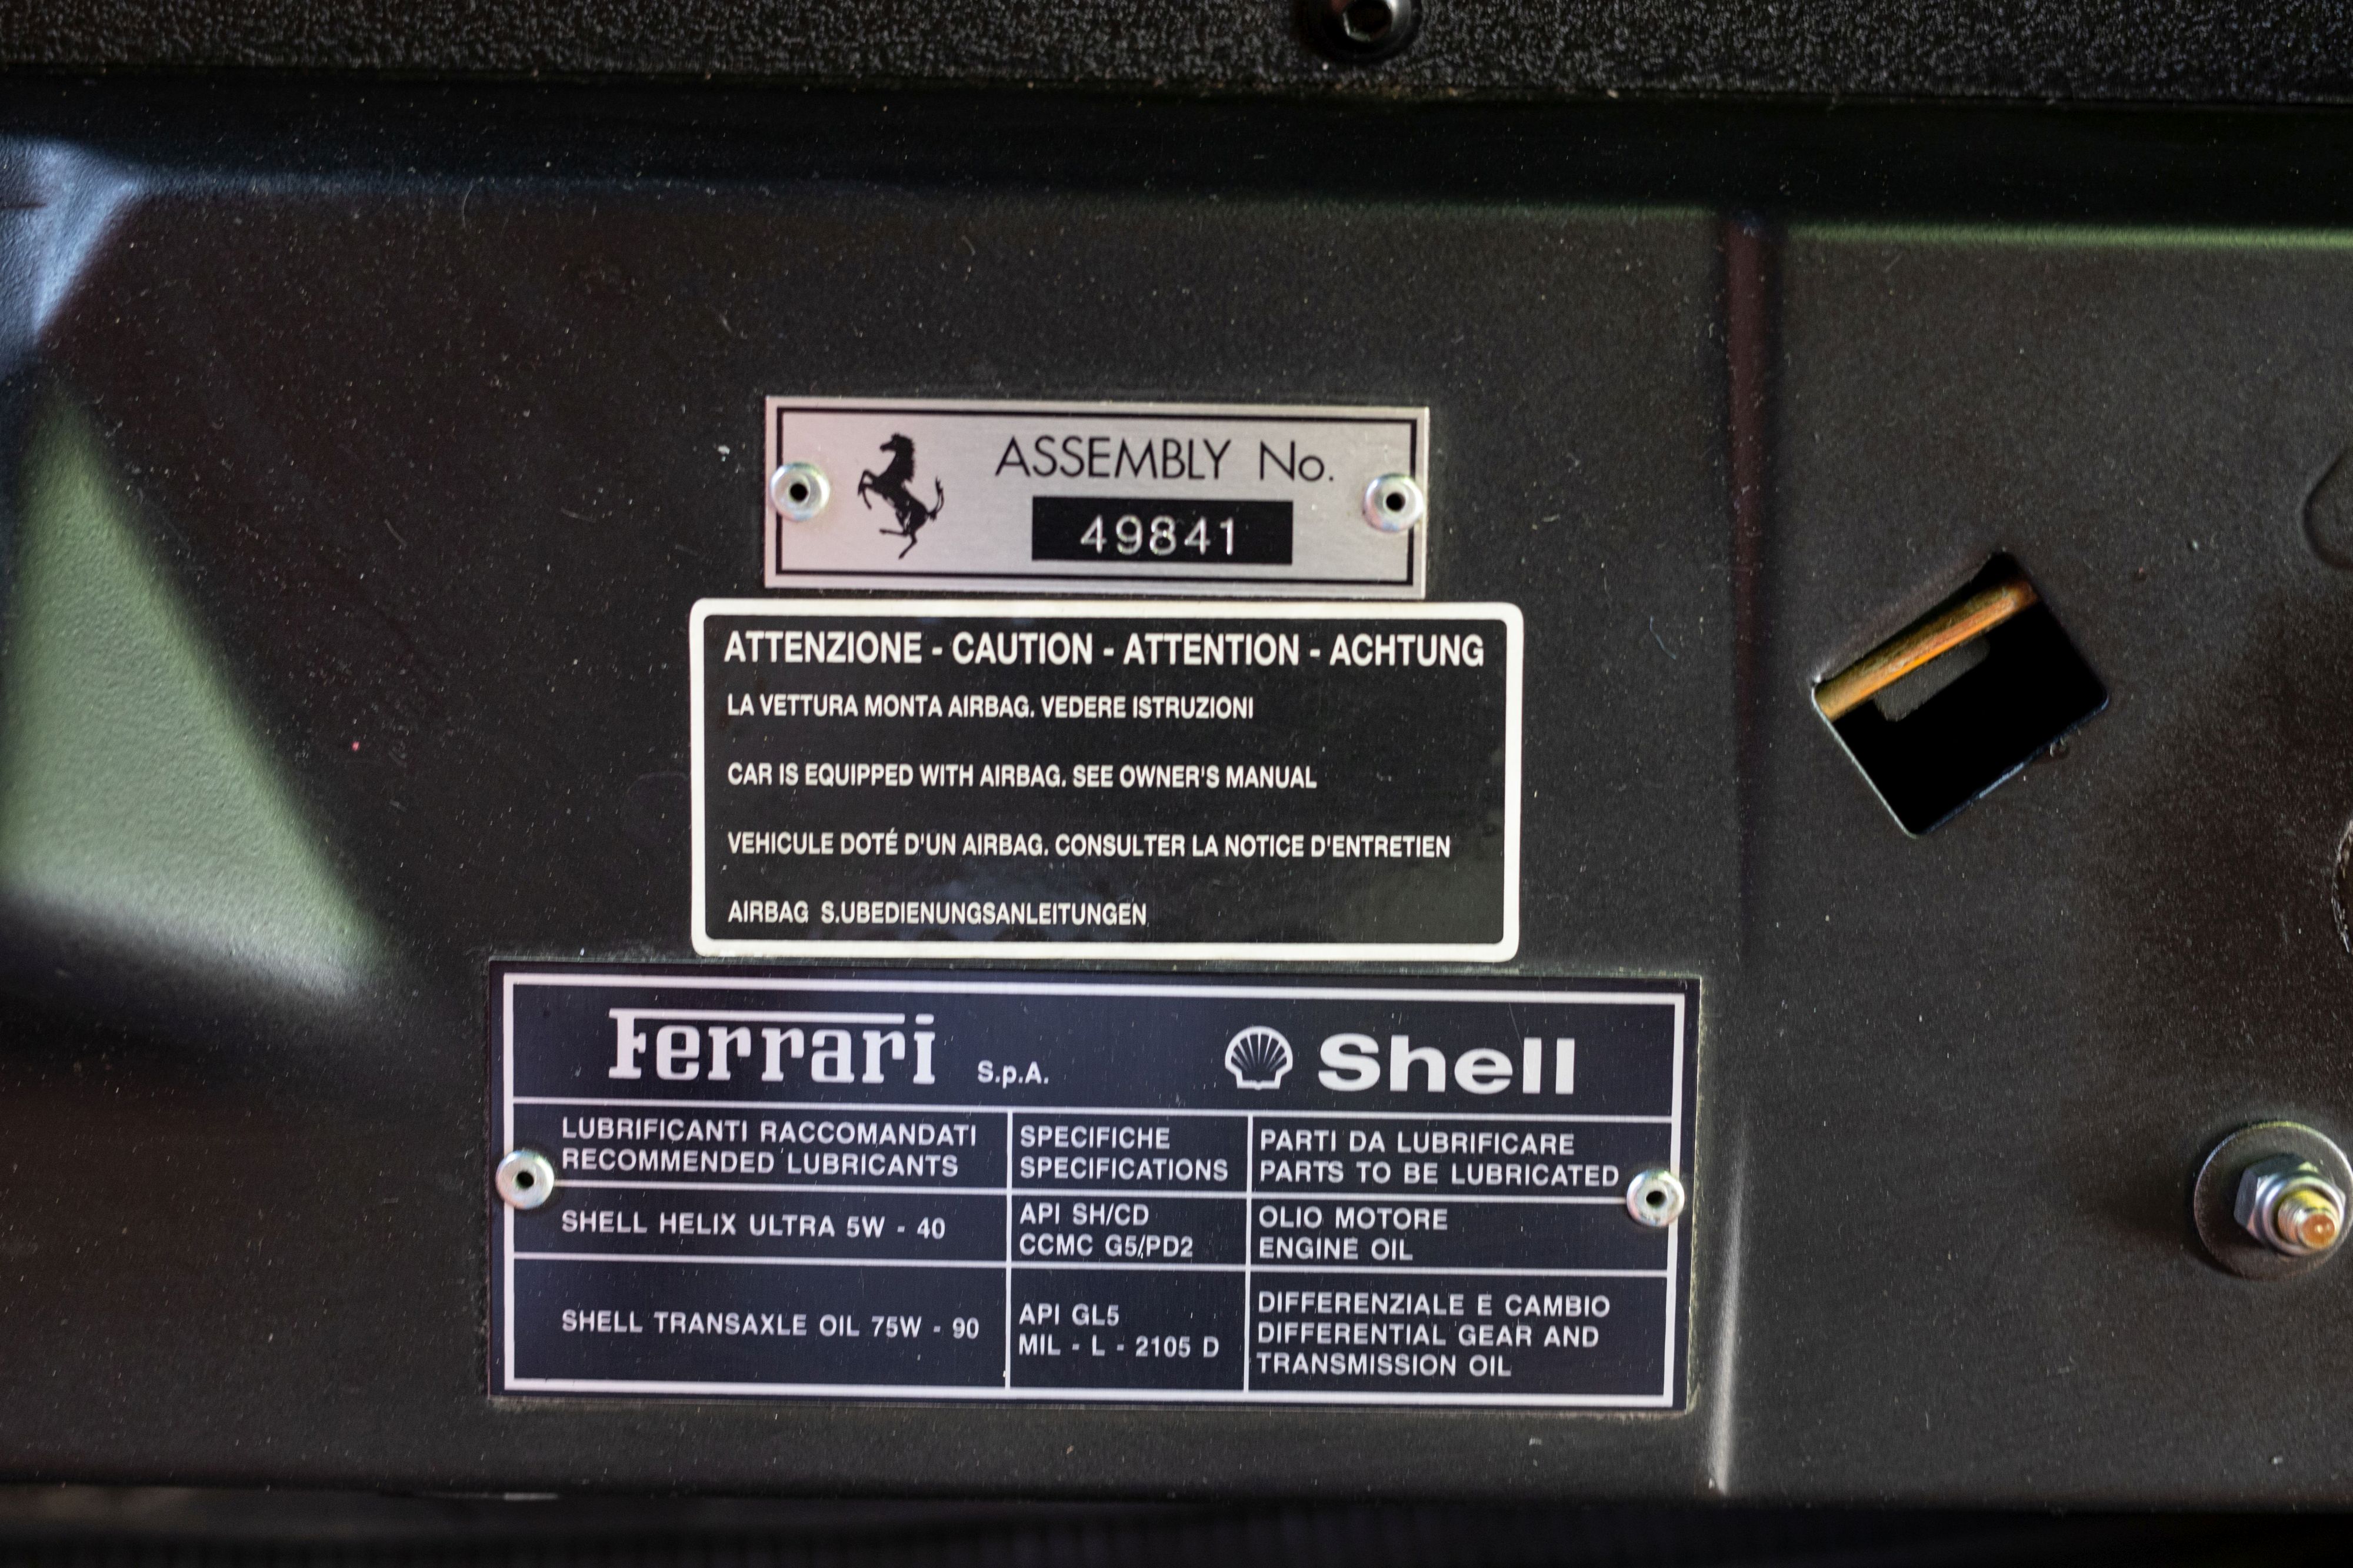 ASSEMBLY No.
49841
ATTENZIONE - CAUTION - ATTENTION - ACHTUNG
LA VETTURA MONTA AIRBAG. VEDERE ISTRUZIONI
CAR IS EQUIPPED WITH AIRBAG. SEE OWNER'S MANUAL
VEHICULE DOTÉ D'UN AIRBAG. CONSULTER LA NOTICE D'ENTRETIEN
AIRBAG S.UBEDIENUNGSANLEITUNGEN
Ferrari S.p.A. Shell
LUBRIFICANTI RACCOMANDATI
RECOMMENDED LUBRICANTS
SPECIFICHE
SPECIFICATIONS
PARTI DA LUBRIFICARE
PARTS TO BE LUBRICATED
SHELL HELIX ULTRA 5W - 40
API SH/CD
CCMC G5/PD2
OLIO MOTORE
ENGINE OIL
SHELL TRANSAXLE OIL 75W - 90
API GL5
MIL - L - 2105 D
DIFFERENZIALE E CAMBIO
DIFFERENTIAL GEAR AND
TRANSMISSION OIL